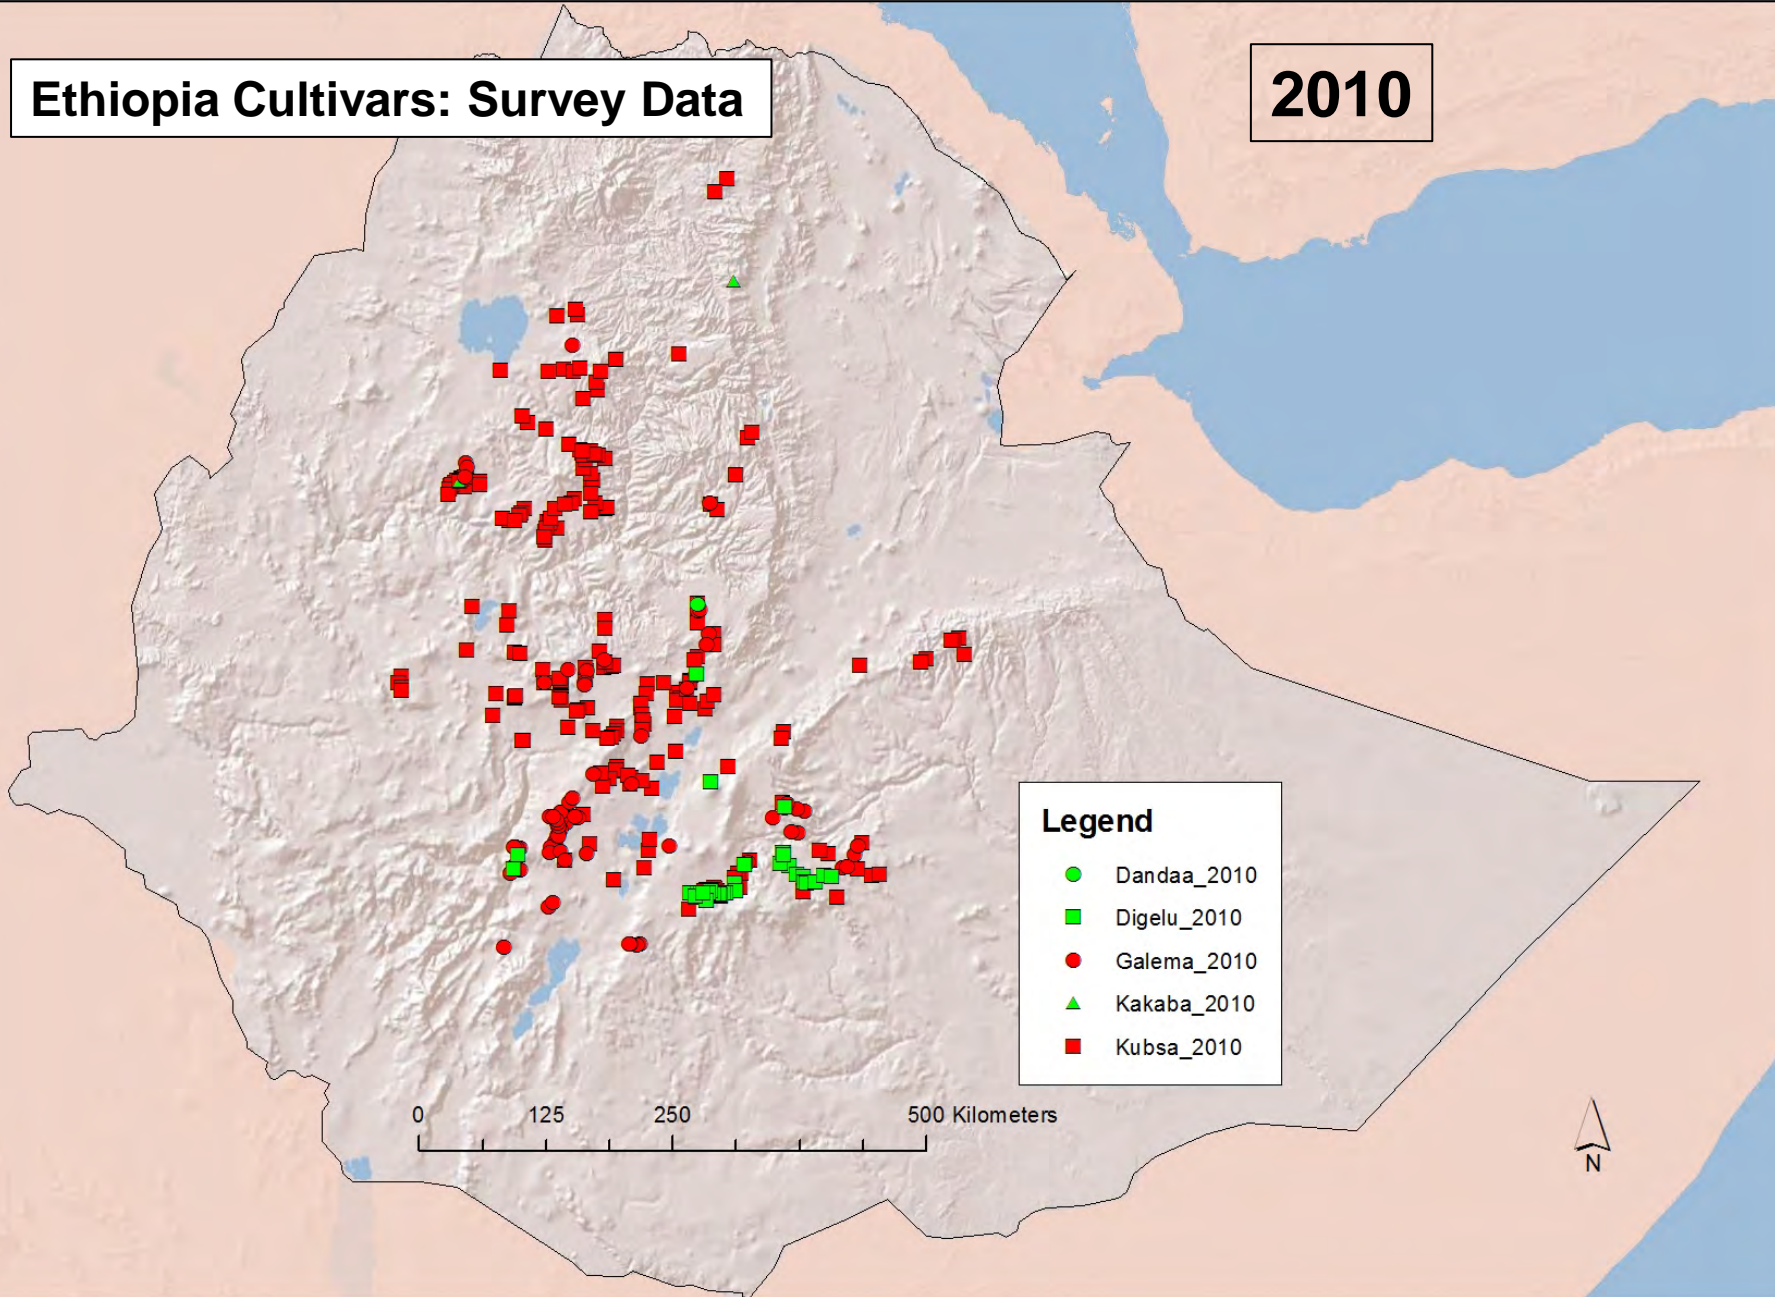 Ethiopia Cultivars: Survey Data
2010
Legend
Dandaa_2010
Digelu_2010
Galema_2010
Kakaba_2010
Kubsa_2010
0 125 250 500 Kilometers
N